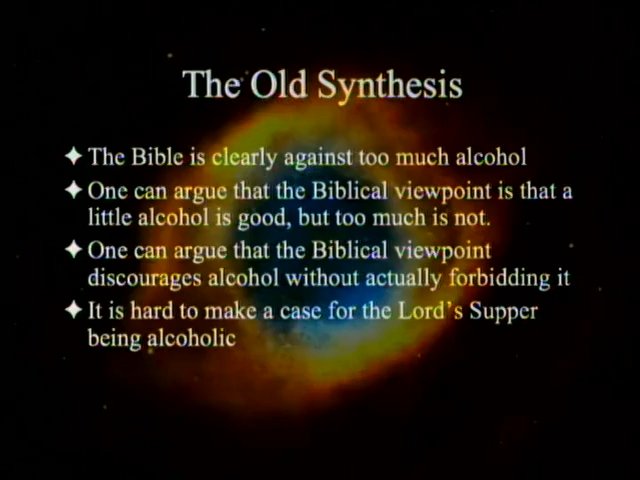 The Old Synthesis
The Bible is clearly against too much alcohol
One can argue that the Biblical viewpoint is that a
little alcohol is good, but too much is not.
One can argue that the Biblical viewpoint
discourages alcohol without actually forbidding it
It is hard to make a case for the Lord's Supper
being alcoholic